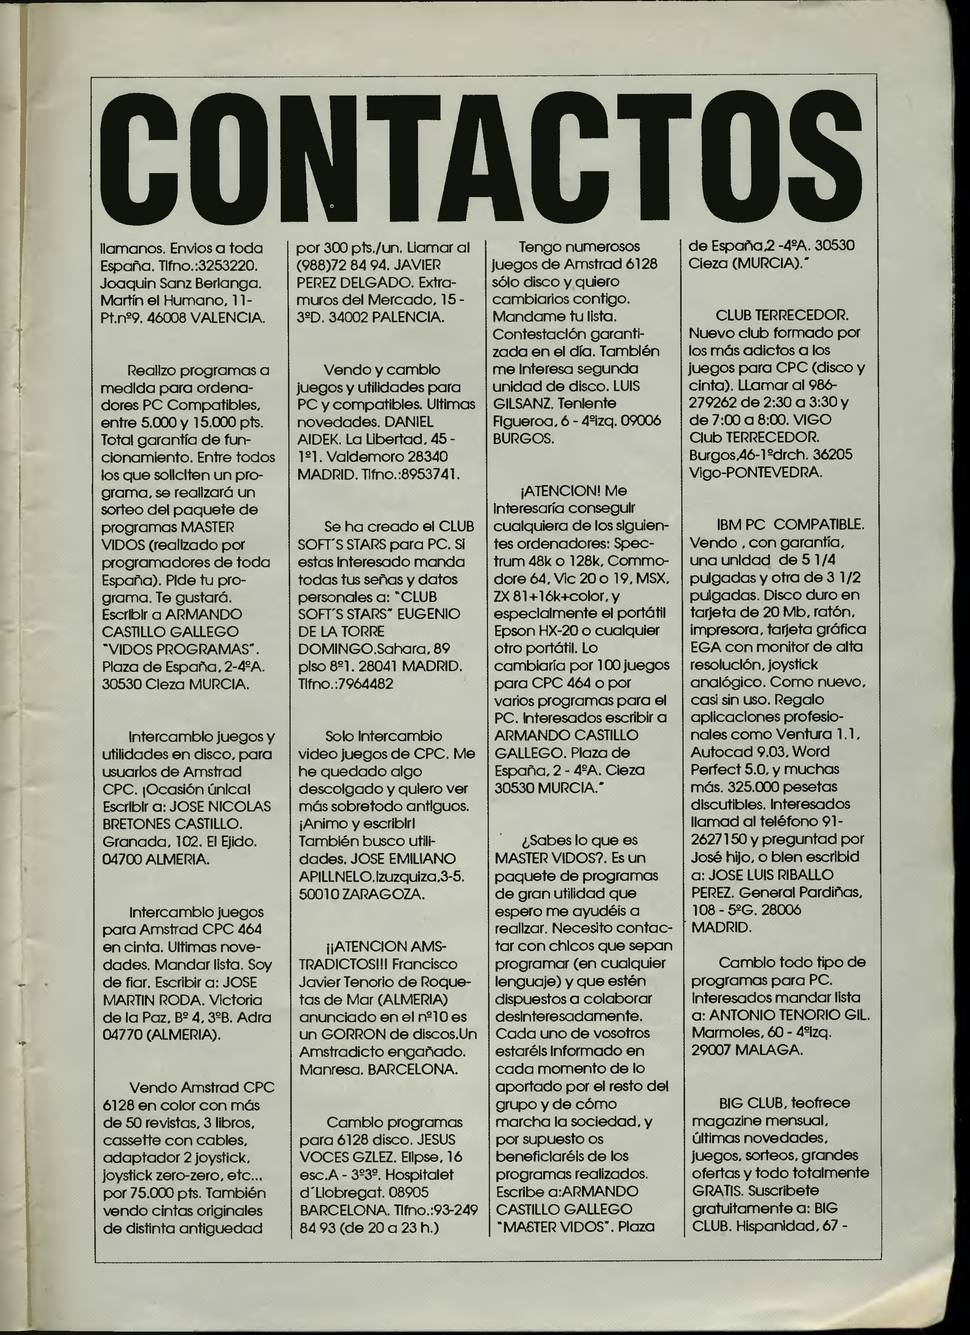 CONTACTOS
llamanos. Envios a toda
España. Tlfno.:3253220.
Joaquin Sanz Berlanga.
Martín el Humano, 11-
Pt.nº9. 46008 VALENCIA.
Realizo programas a
medida para ordena-
dores PC Compatibles,
entre 5.000 y 15.000 pts.
Total garantía de fun-
cionamiento. Entre todos
los que soliciten un pro-
grama, se realizará un
sorteo del paquete de
programas MASTER
VIDOS (realizado por
programadores de toda
España). Pide tu pro-
grama. Te gustará.
Escribir a ARMANDO
CASTILLO GALLEGO
"VIDOS PROGRAMAS".
Plaza de España, 2-4ºA.
30530 Cieza MURCIA.
Intercambio juegos y
utilidades en disco, para
usuarios de Amstrad
CPC. ¡Ocasión única!
Escribir a: JOSE NICOLAS
BRETONES CASTILLO.
Granada, 102. El Ejido.
04700 ALMERIA.
Intercambio juegos
para Amstrad CPC 464
en cinta. Ultimas nove-
dades. Mandar lista. Soy
de fiar. Escribir a: JOSE
MARTIN RODA. Victoria
de la Paz, Bº 4, 3ºB. Adra
04770 (ALMERIA).
Vendo Amstrad CPC
6128 en color con más
de 50 revistas, 3 libros,
cassette con cables,
adaptador 2 joystick,
joystick zero-zero, etc...
por 75.000 pts. También
vendo cintas originales
de distinta antiguedad
por 300 pts./un. Llamar al
(988)72 84 94. JAVIER
PEREZ DELGADO. Extra-
muros del Mercado, 15 -
3ºD. 34002 PALENCIA.
Vendo y cambio
juegos y utilidades para
PC y compatibles. Ultimas
novedades. DANIEL
AIDEK. La Libertad, 45 -
1º1. Valdemoro 28340
MADRID. Tlfno.:8953741.
Se ha creado el CLUB
SOFT'S STARS para PC. Si
estas interesado manda
todas tus señas y datos
personales a: "CLUB
SOFT'S STARS" EUGENIO
DE LA TORRE
DOMINGO.Sahara, 89
piso 8º1. 28041 MADRID.
Tlfno.:7964482
Solo intercambio
video juegos de CPC. Me
he quedado algo
descolgado y quiero ver
más sobretodo antiguos.
¡Animo y escribir!
También busco utili-
dades. JOSE EMILIANO
APILLNELO.Izuzquiza,3-5.
50010 ZARAGOZA.
¡¡ATENCION AMS-
TRADICTOS!!! Francisco
Javier Tenorio de Roque-
tas de Mar (ALMERIA)
anunciado en el nº10 es
un GORRON de discos.Un
Amstradicto engañado.
Manresa. BARCELONA.
Cambio programas
para 6128 disco. JESUS
VOCES GZLEZ. Elipse, 16
esc.A - 3º3ª. Hospitalet
d'Llobregat. 08905
BARCELONA. Tlfno.:93-249
84 93 (de 20 a 23 h.)
Tengo numerosos
juegos de Amstrad 6128
sólo disco y quiero
cambiarlos contigo.
Mandame tu lista.
Contestación garanti-
zada en el día. También
me interesa segunda
unidad de disco. LUIS
GILSANZ. Teniente
Figueroa, 6 - 4ºizq. 09006
BURGOS.
¡ATENCION! Me
interesaría conseguir
cualquiera de los siguien-
tes ordenadores: Spec-
trum 48k o 128k, Commo-
dore 64, Vic 20 o 19, MSX,
ZX 81+16k+color, y
especialmente el portátil
Epson HX-20 o cualquier
otro portátil. Lo
cambiaría por 100 juegos
para CPC 464 o por
varios programas para el
PC. Interesados escribir a
ARMANDO CASTILLO
GALLEGO. Plaza de
España, 2 - 4ºA. Cieza
30530 MURCIA."
¿Sabes lo que es
MASTER VIDOS?. Es un
paquete de programas
de gran utilidad que
espero me ayudéis a
realizar. Necesito contac-
tar con chicos que sepan
programar (en cualquier
lenguaje) y que estén
dispuestos a colaborar
desinteresadamente.
Cada uno de vosotros
estaréis informado en
cada momento de lo
aportado por el resto del
grupo y de cómo
marcha la sociedad, y
por supuesto os
beneficiaréis de los
programas realizados.
Escribe a:ARMANDO
CASTILLO GALLEGO
"MASTER VIDOS". Plaza
de España,2 -4ºA. 30530
Cieza (MURCIA)."
CLUB TERRECEDOR.
Nuevo club formado por
los más adictos a los
juegos para CPC (disco y
cinta). LLamar al 986-
279262 de 2:30 a 3:30 y
de 7:00 a 8:00. VIGO
Club TERRECEDOR.
Burgos,46-1ºdrch. 36205
Vigo-PONTEVEDRA.
IBM PC COMPATIBLE.
Vendo , con garantía,
una unidad de 5 1/4
pulgadas y otra de 3 1/2
pulgadas. Disco duro en
tarjeta de 20 Mb, ratón,
impresora, tarjeta gráfica
EGA con monitor de alta
resolución, joystick
analógico. Como nuevo,
casi sin uso. Regalo
aplicaciones profesio-
nales como Ventura 1.1,
Autocad 9.03, Word
Perfect 5.0, y muchas
más. 325.000 pesetas
discutibles. Interesados
llamad al teléfono 91-
2627150 y preguntad por
José hijo, o bien escribid
a: JOSE LUIS RIBALLO
PEREZ. General Pardiñas,
108 - 5ºG. 28006
MADRID.
Cambio todo tipo de
programas para PC.
Interesados mandar lista
a: ANTONIO TENORIO GIL.
Marmoles, 60 - 4ºizq.
29007 MALAGA.
BIG CLUB, teofrece
magazine mensual,
últimas novedades,
juegos, sorteos, grandes
ofertas y todo totalmente
GRATIS. Suscribete
gratuitamente a: BIG
CLUB. Hispanidad, 67 -